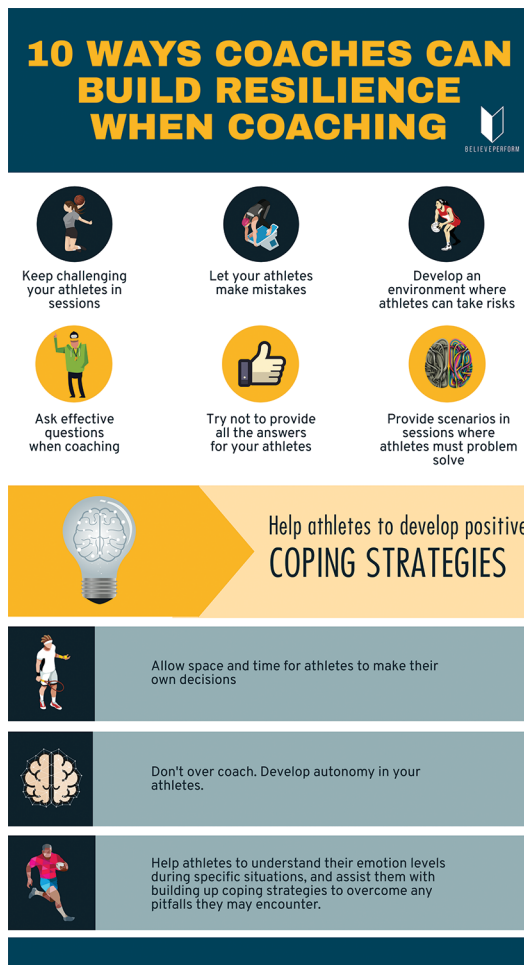 10 WAYS COACHES CAN
BUILD RESILIENCE
WHEN COACHING
BELIEVEPERFORM
Keep challenging
your athletes in
sessions
Let your athletes
make mistakes
Develop an
environment where
athletes can take risks
Ask effective
questions
when coaching
Try not to provide
all the answers
for your athletes
Provide scenarios in
sessions where
athletes must problem
solve
Help athletes to develop positive
COPING STRATEGIES
Allow space and time for athletes to make their
own decisions
Don't over coach. Develop autonomy in your
athletes.
Help athletes to understand their emotion levels
during specific situations, and assist them with
building up coping strategies to overcome any
pitfalls they may encounter.